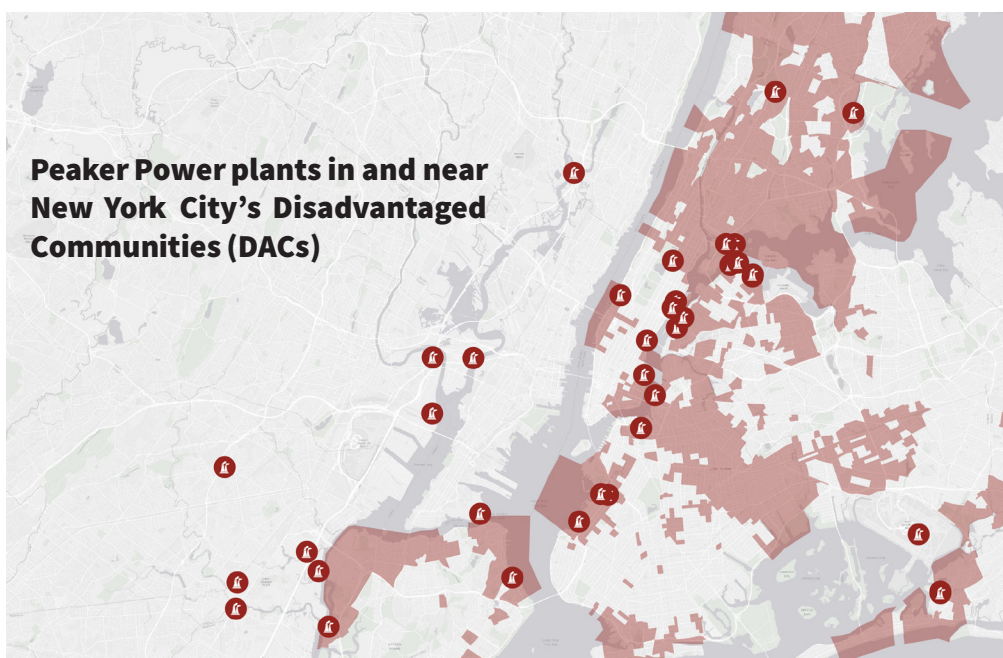 Peaker Power plants in and near
New York City’s Disadvantaged
Communities (DACs)